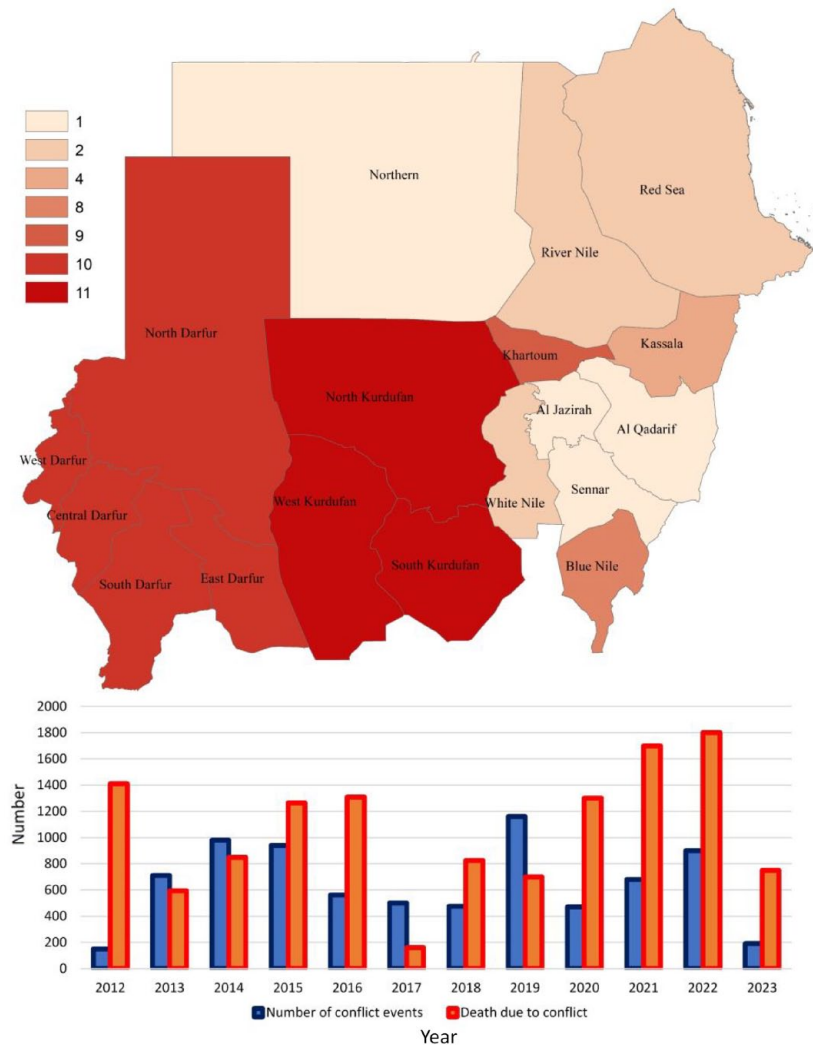 1
2
4
8
9
10
11
Northern
Red Sea
River Nile
North Darfur
Khartoum
Kassala
North Kurdufan
Al Jazirah
Al Qadarif
West Darfur
Sennar
West Kurdufan
White Nile
Central Darfur
South Kurdufan
Blue Nile
South Darfur
East Darfur
2000
1800
1600
1400
1200
1000
800
600
400
200
0
Number
2012 2013 2014 2015 2016 2017 2018 2019 2020 2021 2022 2023
Number of conflict events Death due to conflict
Year